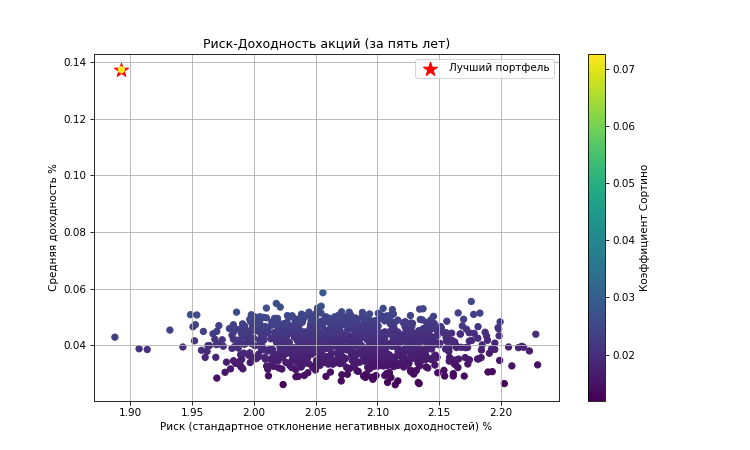 Риск-Доходность акций (за пять лет)
Лучший портфель
0.14
0.12
0.10
0.08
0.06
0.04
Средняя доходность %
1.90 1.95 2.00 2.05 2.10 2.15 2.20
Риск (стандартное отклонение негативных доходностей) %
0.07
0.06
0.05
0.04
0.03
0.02
Коэффициент Сортино